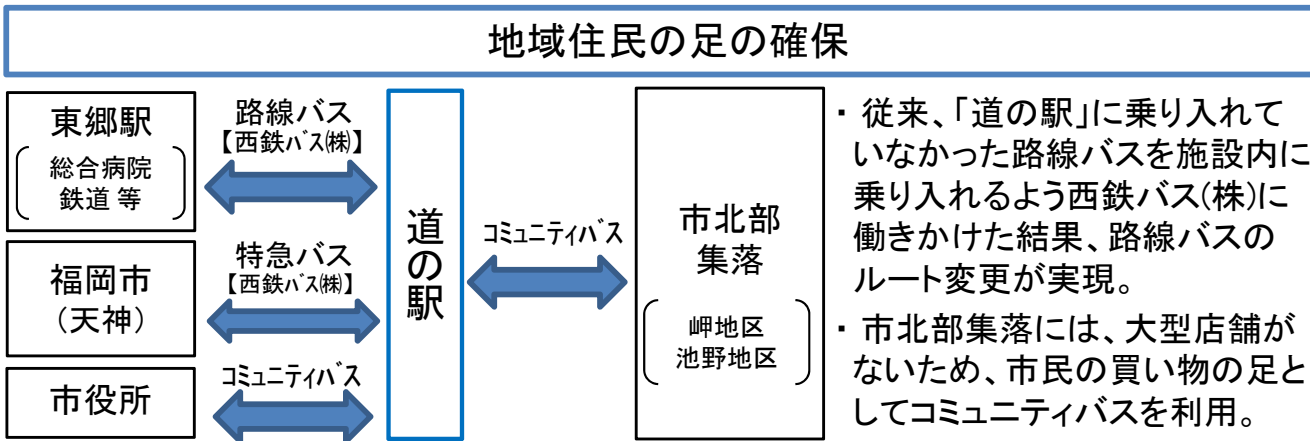 地域住民の足の確保
東郷駅
総合病院
鉄道 等
路線バス
【西鉄バス㈱】
福岡市
（天神）
特急バス
【西鉄バス㈱】
市役所
コミュニティバス
道の駅
コミュニティバス
市北部
集落
岬地区
池野地区
・ 従来、「道の駅」に乗り入れて
いなかった路線バスを施設内に
乗り入れるよう西鉄バス(株)に
働きかけた結果、路線バスの
ルート変更が実現。
・ 市北部集落には、大型店舗が
ないため、市民の買い物の足と
してコミュニティバスを利用。